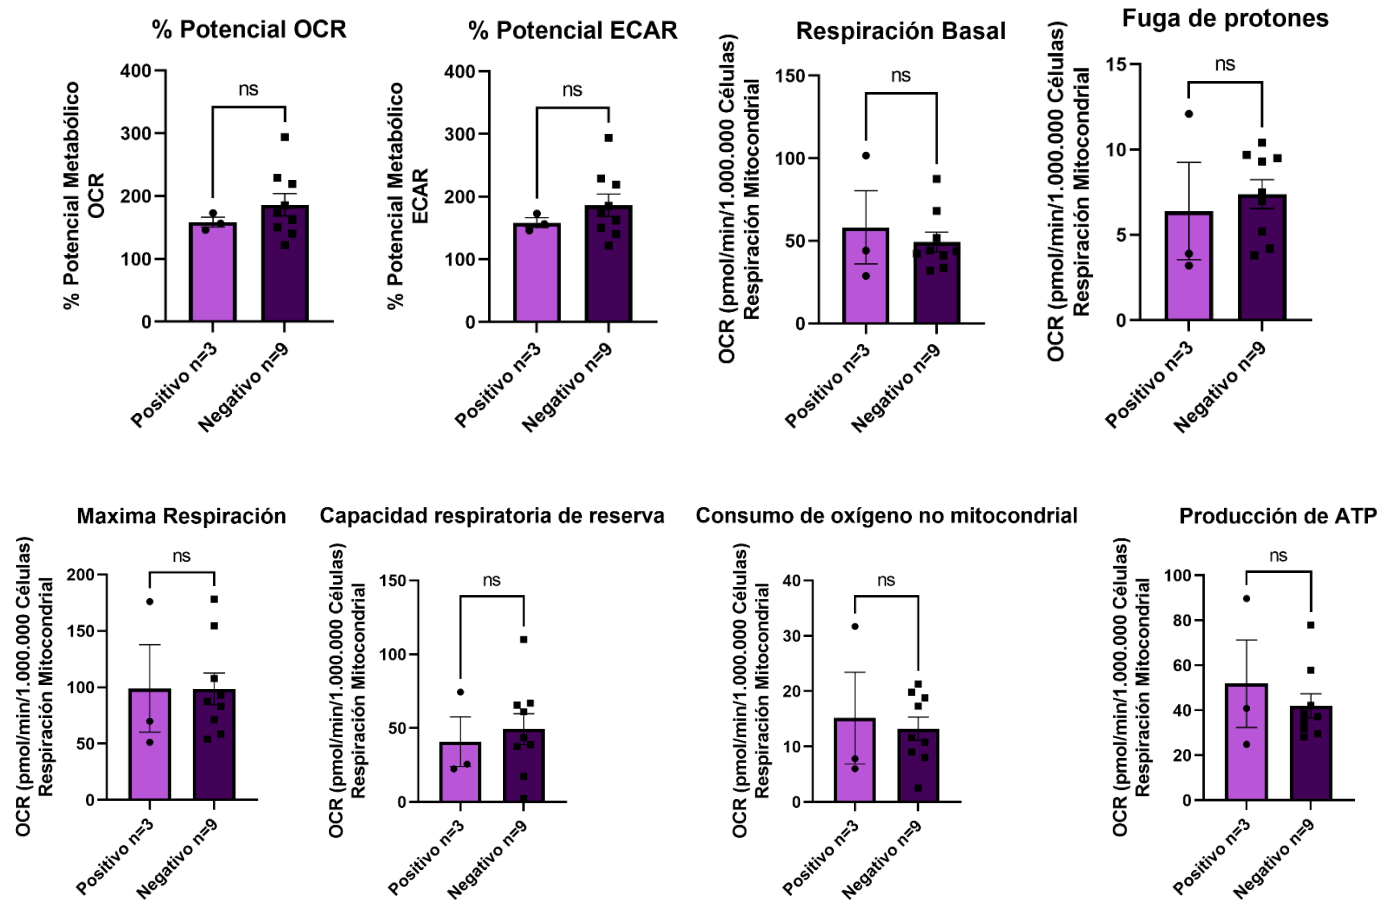 % Potencial OCR
% Potencial Metabólico
OCR
400
300
200
100
0
ns
Positivo n=3
Negativo n=9
% Potencial ECAR
% Potencial Metabólico
ECAR
400
300
200
100
0
ns
Positivo n=3
Negativo n=9
Respiración Basal
OCR (pmol/min/1.000.000 Células)
Respiración Mitocondrial
150
100
50
0
ns
Positivo n=3
Negativo n=9
Fuga de protones
OCR (pmol/min/1.000.000 Células)
Respiración Mitocondrial
15
10
5
0
ns
Positivo n=3
Negativo n=9
Maxima Respiración
OCR (pmol/min/1.000.000 Células)
Respiración Mitocondrial
200
150
100
50
0
ns
Positivo n=3
Negativo n=9
Capacidad respiratoria de reserva
OCR (pmol/min/1.000.000 Células)
Respiración Mitocondrial
150
100
50
0
ns
Positivo n=3
Negativo n=9
Consumo de oxígeno no mitocondrial
OCR (pmol/min/1.000.000 Células)
Respiración Mitocondrial
40
30
20
10
0
ns
Positivo n=3
Negativo n=9
Producción de ATP
OCR (pmol/min/1.000.000 Células)
Respiración Mitocondrial
100
80
60
40
20
0
ns
Positivo n=3
Negativo n=9